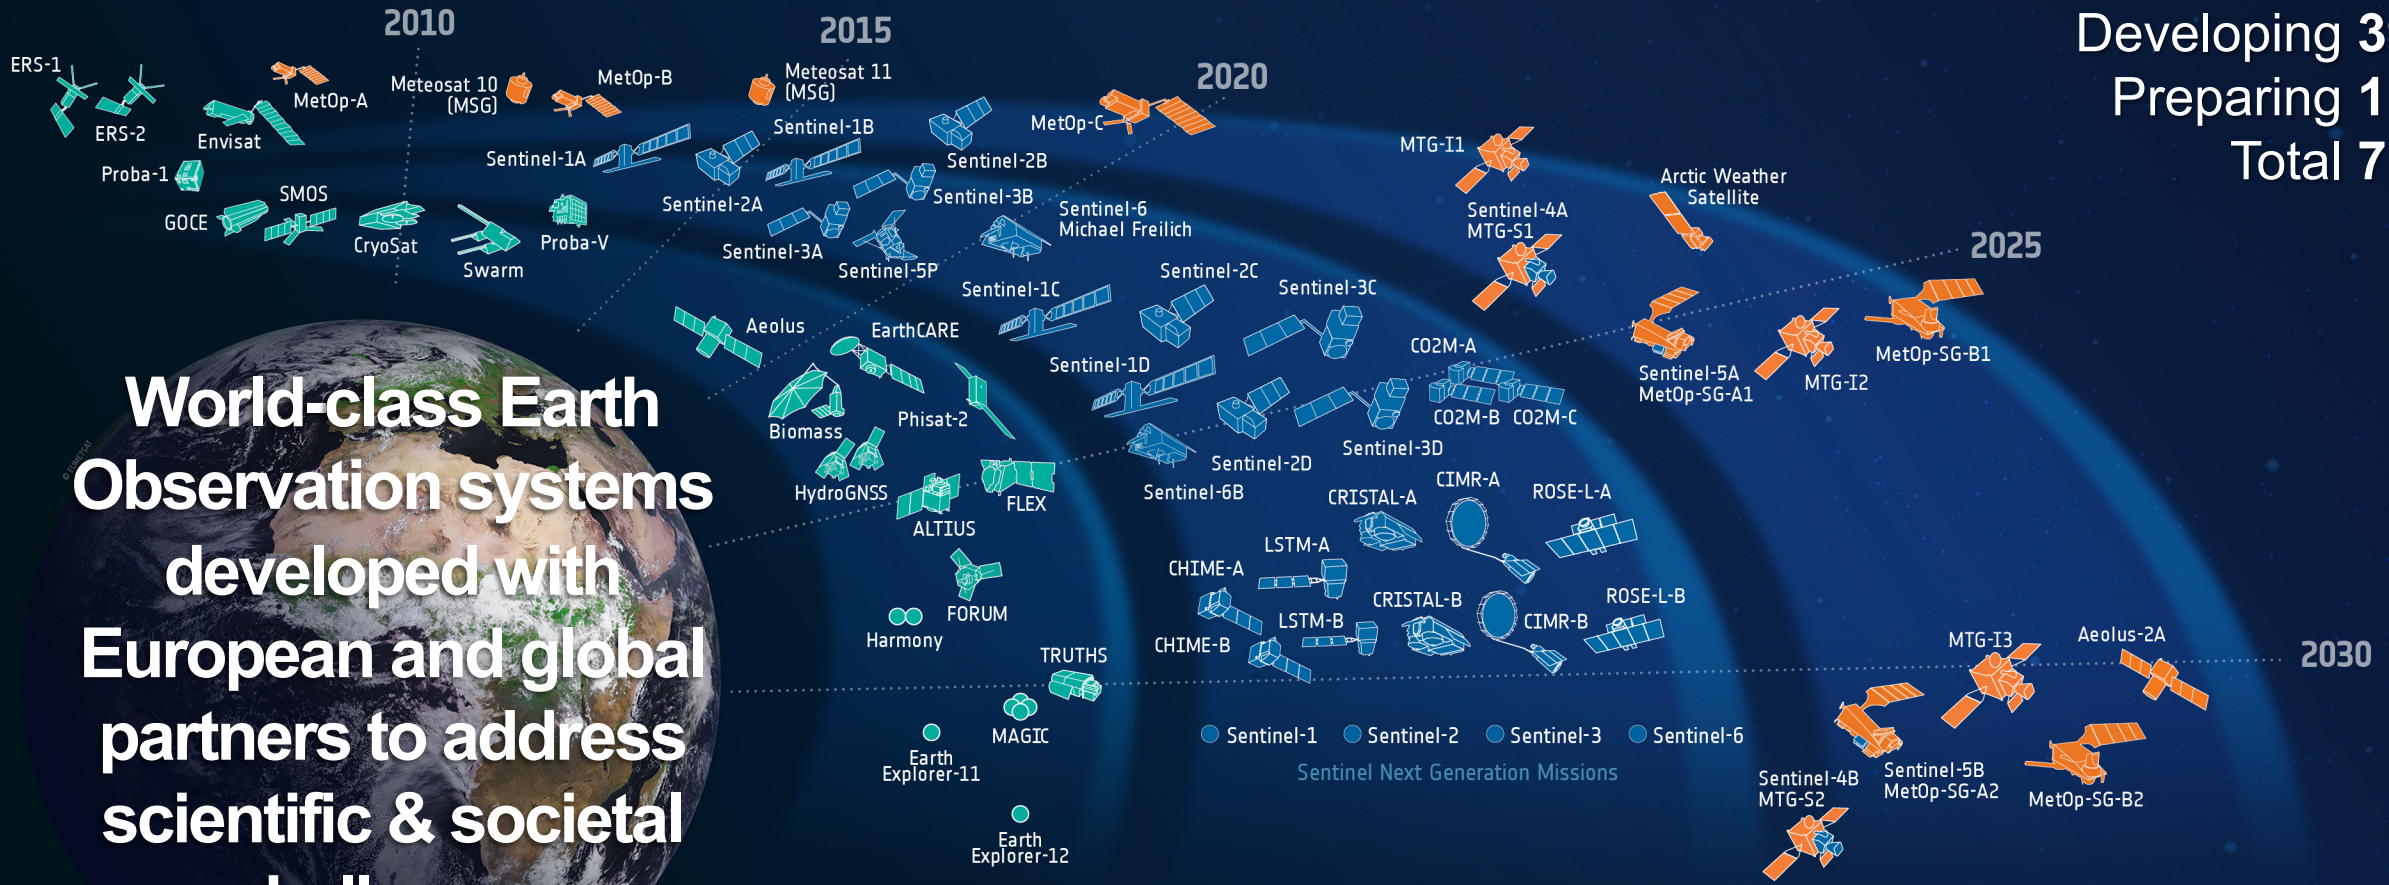 2010
2015
2020
2025
2030
Developing 3
Preparing 1
Total 7
ERS-1
ERS-2
MetOp-A
Envisat
Proba-1
Meteosat 10
(MSG)
MetOp-B
Meteosat 11
(MSG)
MetOp-C
GOCE
SMOS
CryoSat
Swarm
Proba-V
Sentinel-1A
Sentinel-1B
Sentinel-2A
Sentinel-2B
Sentinel-3A
Sentinel-3B
Sentinel-5P
Sentinel-6
Michael Freilich
MTG-I1
Sentinel-4A
MTG-S1
Arctic Weather
Satellite
Sentinel-1C
Sentinel-2C
Sentinel-3C
Aeolus
EarthCARE
Biomass
Phisat-2
HydroGNSS
ALTIUS
FLEX
Sentinel-1D
Sentinel-6B
Sentinel-2D
Sentinel-3D
CO2M-A
CO2M-B
CO2M-C
Sentinel-5A
MetOp-SG-A1
MTG-I2
MetOp-SG-B1
CRISTAL-A
CIMR-A
ROSE-L-A
LSTM-A
CHIME-A
CRISTAL-B
CIMR-B
ROSE-L-B
LSTM-B
CHIME-B
FORUM
Harmony
TRUTHS
MAGIC
Earth
Explorer-11
Earth
Explorer-12
Sentinel-1
Sentinel-2
Sentinel-3
Sentinel-6
Sentinel Next Generation Missions
MTG-I3
Aeolus-2A
Sentinel-4B
MTG-S2
Sentinel-5B
MetOp-SG-A2
MetOp-SG-B2
© EUMETSAT
World-class Earth
Observation systems
developed with
European and global
partners to address
scientific & societal